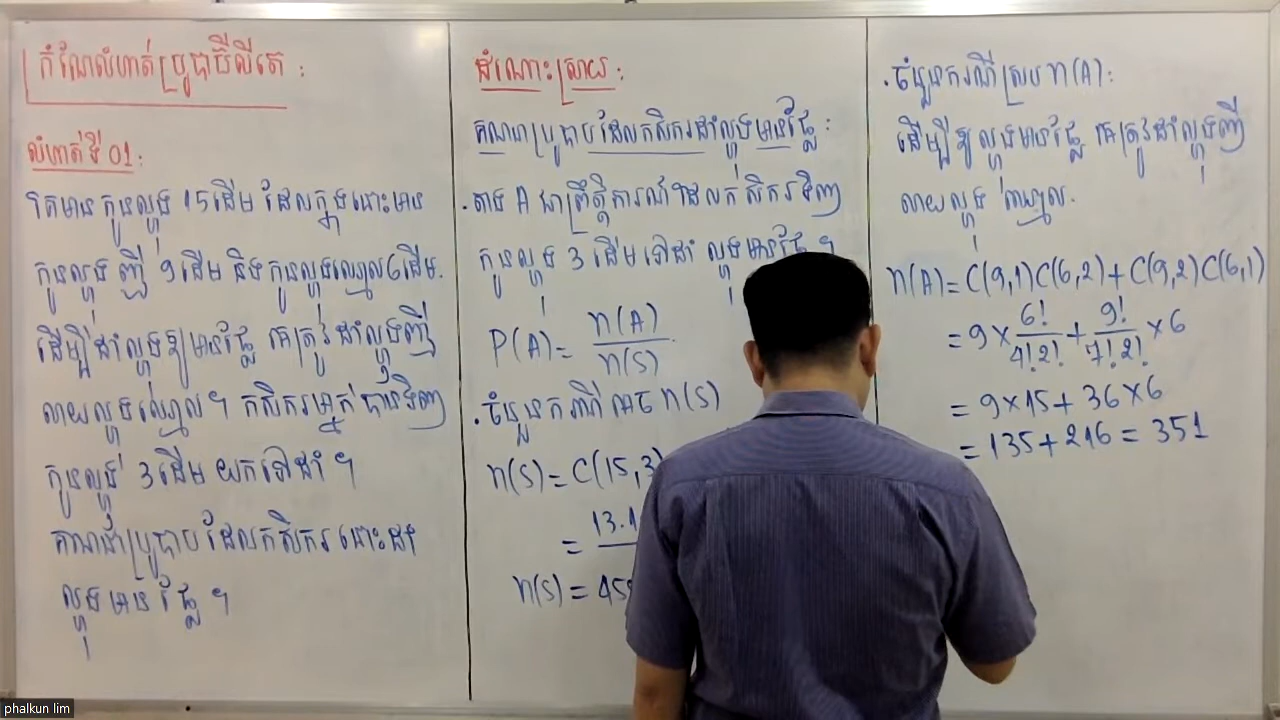 កំណែលំហាត់ប្រូបាប៊ីលីតេ :
លំហាត់ទី 01 :
គេមានកូនល្ហុង 15 ដើម ដែលក្នុងនោះមាន
កូនល្ហុង ញី 9 ដើម និងកូនល្ហុងឈ្មោល 6 ដើម.
ដើម្បីដាំល្ហុងឱ្យមានផ្លែ គេត្រូវដាំល្ហុងញី
លាយល្ហុងឈ្មោល។ កសិករម្នាក់បានទិញ
កូនល្ហុង 3 ដើម យកទៅដាំ ។
គណនាប្រូបាប ដែលកសិករនោះដាំ
ល្ហុងមានផ្លែ ។
ដំណោះស្រាយ :
គណនាប្រូបាបដែលកសិករដាំល្ហុងមានផ្លែ :
. តាង A ជាព្រឹត្តិការណ៍ដែលកសិករទិញ
កូនល្ហុង 3 ដើមទៅដាំ ល្ហុងមានផ្លែ ។
P(A) = n(A) / n(S) .
. ចំនួនករណីអាច n(S)
n(S) = C(15,3
= 13.1
n(S) = 45
. ចំនួនករណីស្រប n(A) :
ដើម្បីឱ្យល្ហុងមានផ្លែ គេត្រូវដាំល្ហុងញី
លាយល្ហុងឈ្មោល.
n(A) = C(9,1)C(6,2) + C(9,2)C(6,1)
= 9 × 6! / 4!2! + 9! / 7!2! × 6
= 9×15 + 36×6
= 135 + 216 = 351
phalkun lim